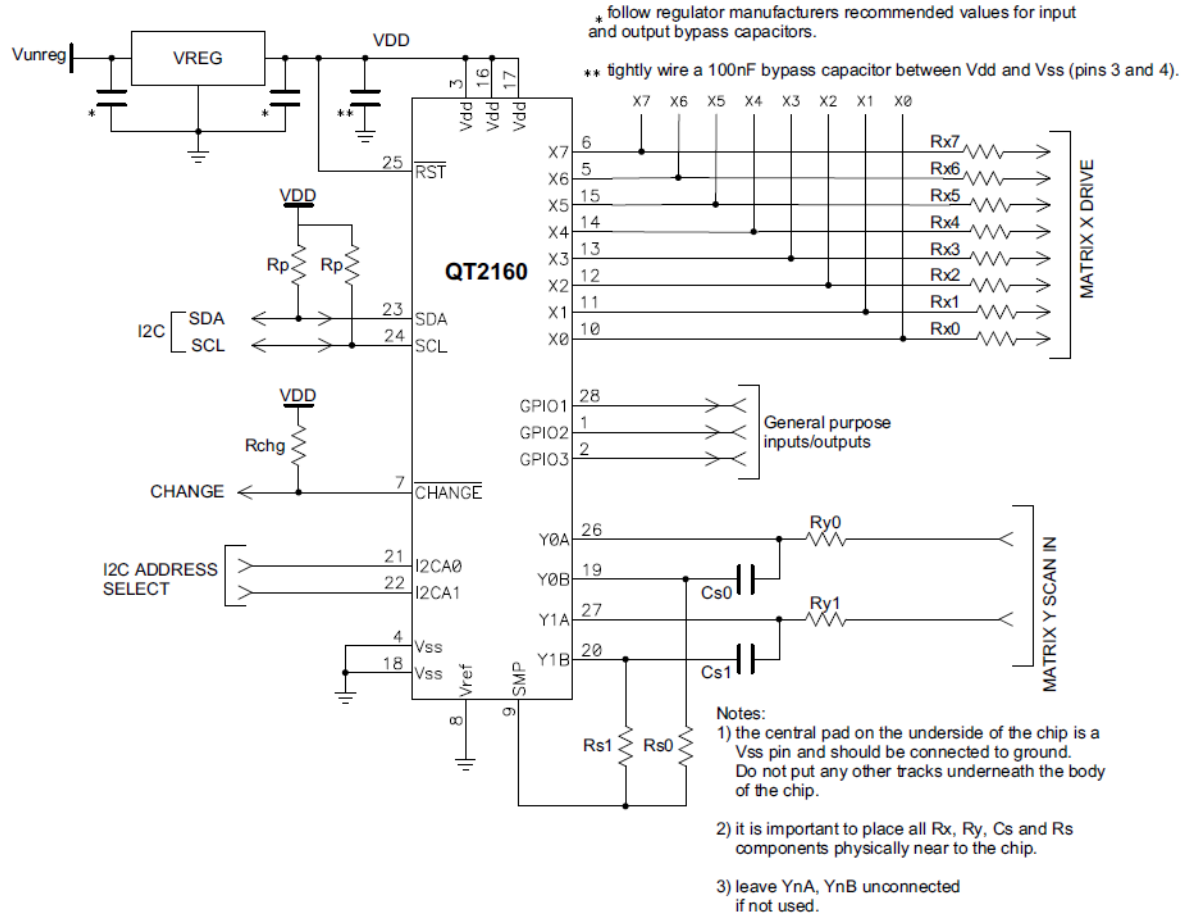 * follow regulator manufacturers recommended values for input
and output bypass capacitors.
** tightly wire a 100nF bypass capacitor between Vdd and Vss (pins 3 and 4).
Vunreg
VREG
VDD
*
*
**
3
16
17
Vdd
Vdd
Vdd
X7 X6 X5 X4 X3 X2 X1 X0
X7 6 Rx7
X6 5 Rx6
X5 15 Rx5
X4 14 Rx4
X3 13 Rx3
X2 12 Rx2
X1 11 Rx1
X0 10 Rx0
MATRIX X DRIVE
25 RST
VDD
Rp Rp
QT2160
I2C
SDA 23 SDA
SCL 24 SCL
VDD
Rchg
CHANGE 7 CHANGE
GPIO1 28
GPIO2 1
GPIO3 2
General purpose
inputs/outputs
I2C ADDRESS
SELECT
21 I2CA0
22 I2CA1
Y0A 26 Ry0
Y0B 19 Cs0
Y1A 27 Ry1
Y1B 20 Cs1
MATRIX Y SCAN IN
4 Vss
18 Vss
Vref
8
SMP
9
Rs1 Rs0
Notes:
1) the central pad on the underside of the chip is a
Vss pin and should be connected to ground.
Do not put any other tracks underneath the body
of the chip.
2) it is important to place all Rx, Ry, Cs and Rs
components physically near to the chip.
3) leave YnA, YnB unconnected
if not used.